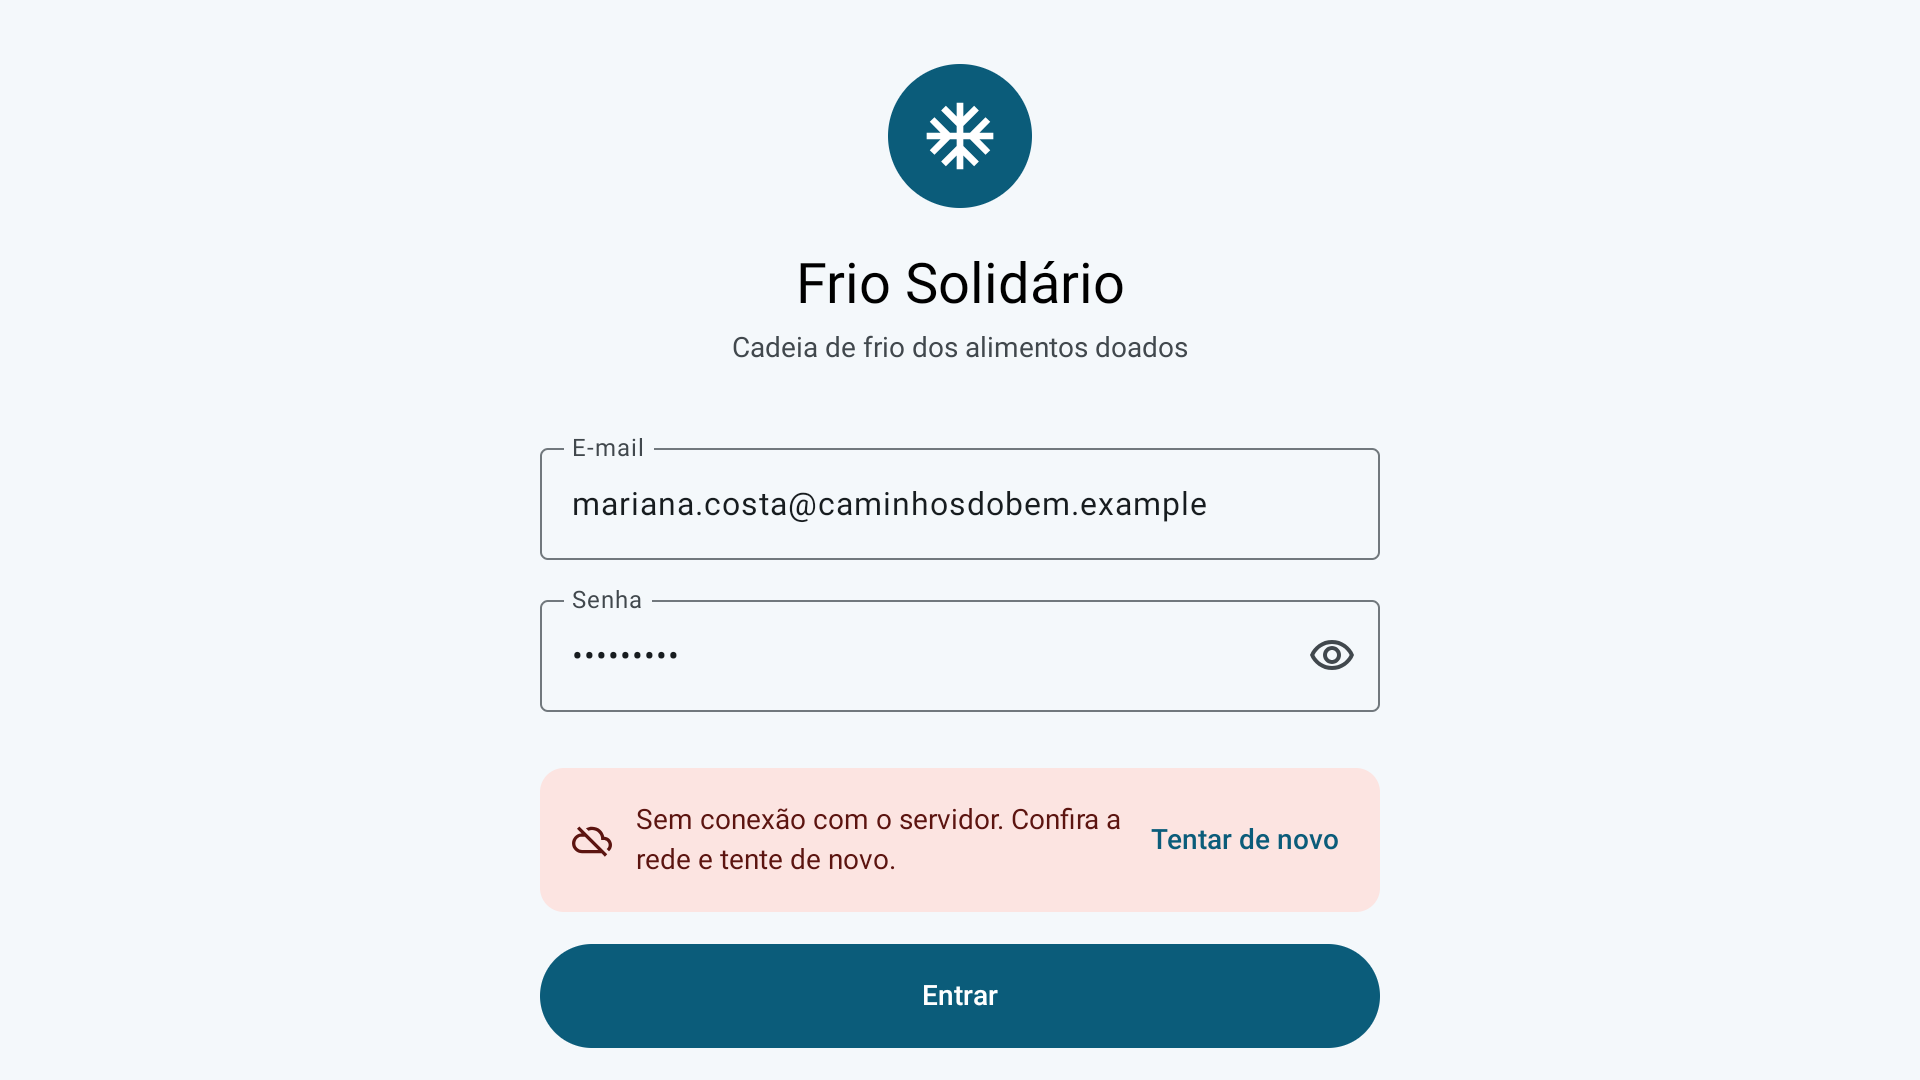 Frio Solidário
Cadeia de frio dos alimentos doados
E-mail
mariana.costa@caminhosdobem.example
Senha
•••••••••
Sem conexão com o servidor. Confira a
rede e tente de novo.
Tentar de novo
Entrar